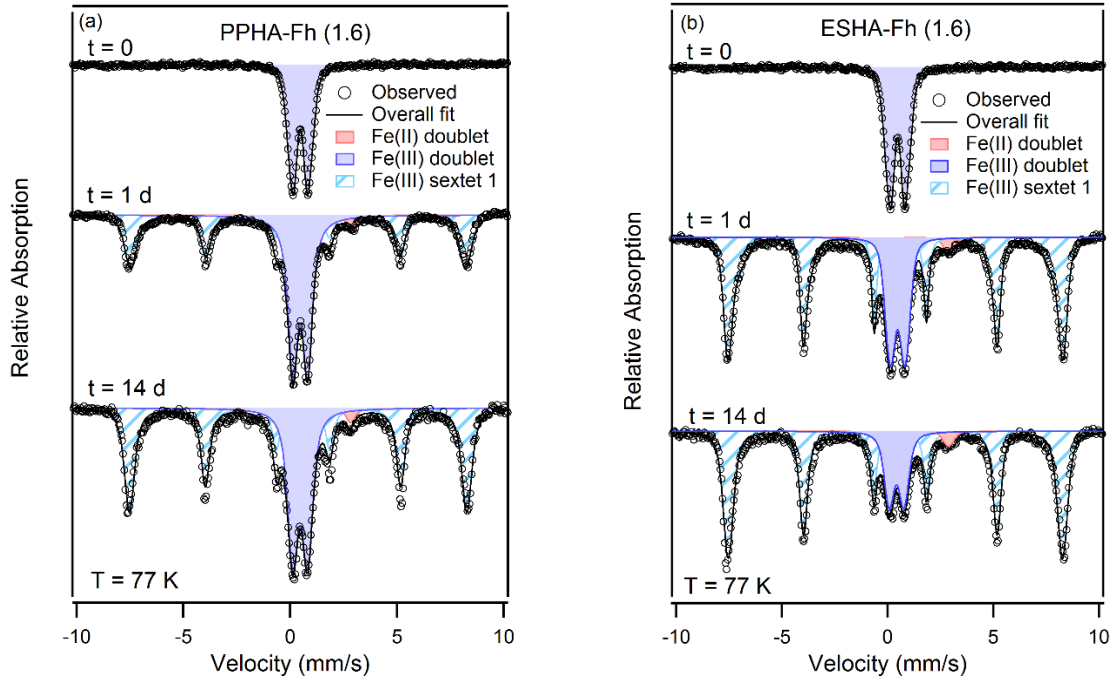 (a)
PPHA-Fh (1.6)
t = 0
Observed
Overall fit
Fe(II) doublet
Fe(III) doublet
Fe(III) sextet 1
t = 1 d
t = 14 d
T = 77 K
Relative Absorption
-10 -5 0 5 10
Velocity (mm/s)
(b)
ESHA-Fh (1.6)
t = 0
Observed
Overall fit
Fe(II) doublet
Fe(III) doublet
Fe(III) sextet 1
t = 1 d
t = 14 d
T = 77 K
Relative Absorption
-10 -5 0 5 10
Velocity (mm/s)